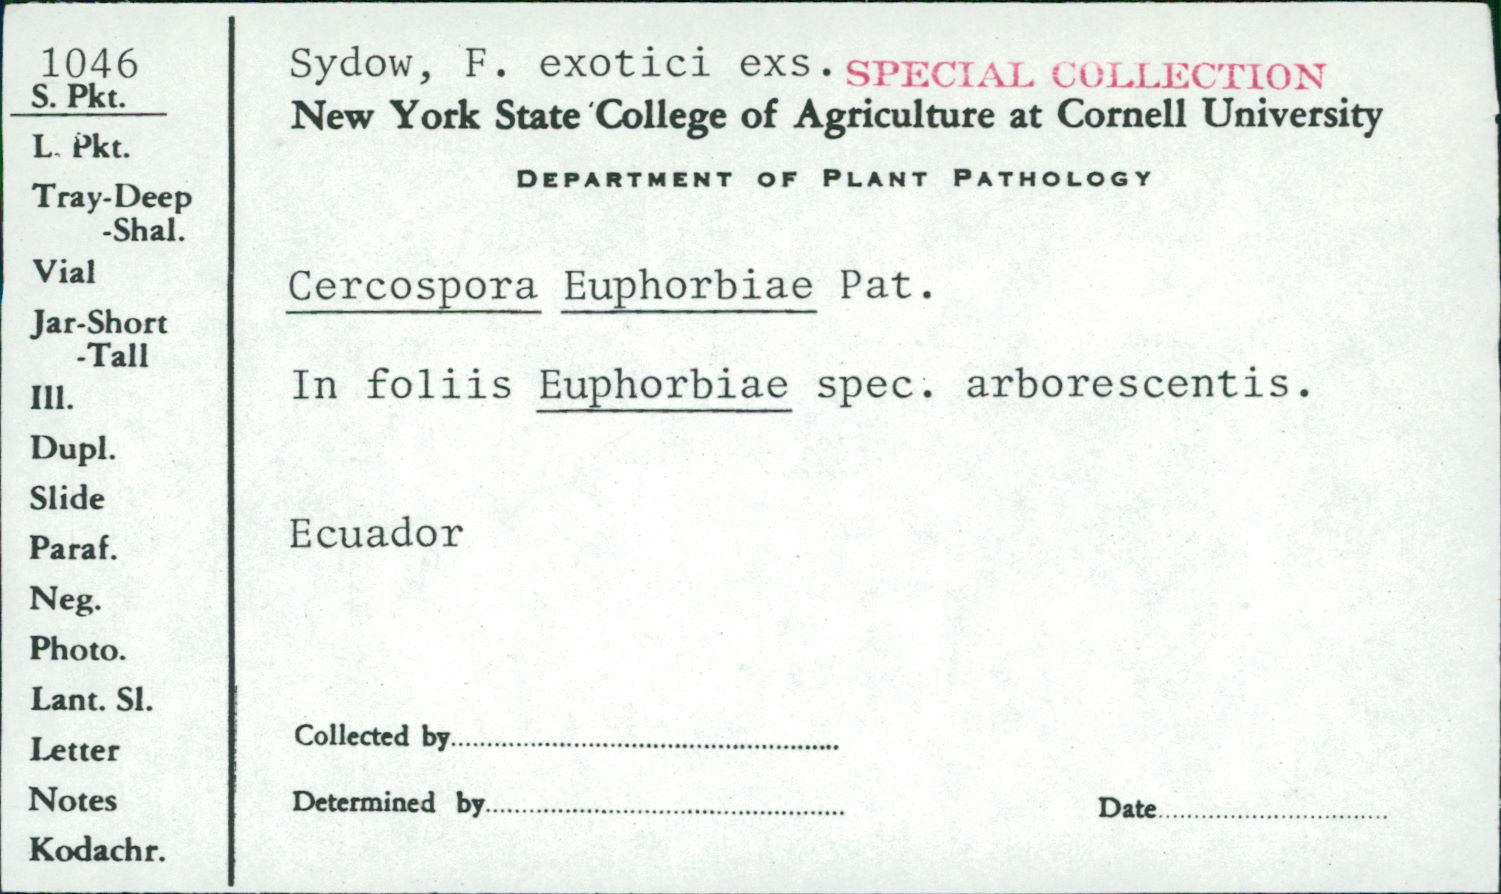 1046
S. Pkt.
L. Pkt.
Tray-Deep
-Shal.
Vial
Jar-Short
-Tall
Ill.
Dupl.
Slide
Paraf.
Neg.
Photo.
Lant. Sl.
Letter
Notes
Kodachr.
Sydow, F. exotici exs. SPECIAL COLLECTION
New York State College of Agriculture at Cornell University
DEPARTMENT OF PLANT PATHOLOGY
Cercospora Euphorbiae Pat.
In foliis Euphorbiae spec. arborescentis.
Ecuador
Collected by
Determined by Date